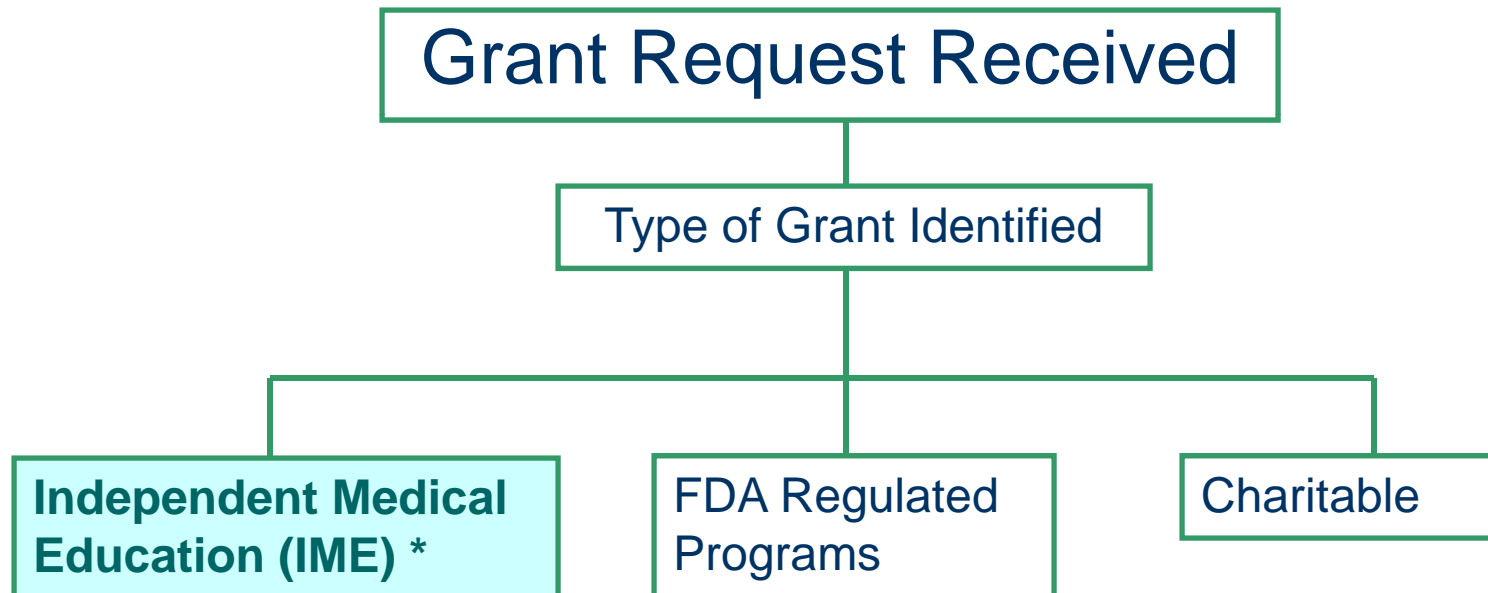 Grant Request Received
Type of Grant Identified
Independent Medical
Education (IME) *
FDA Regulated
Programs
Charitable